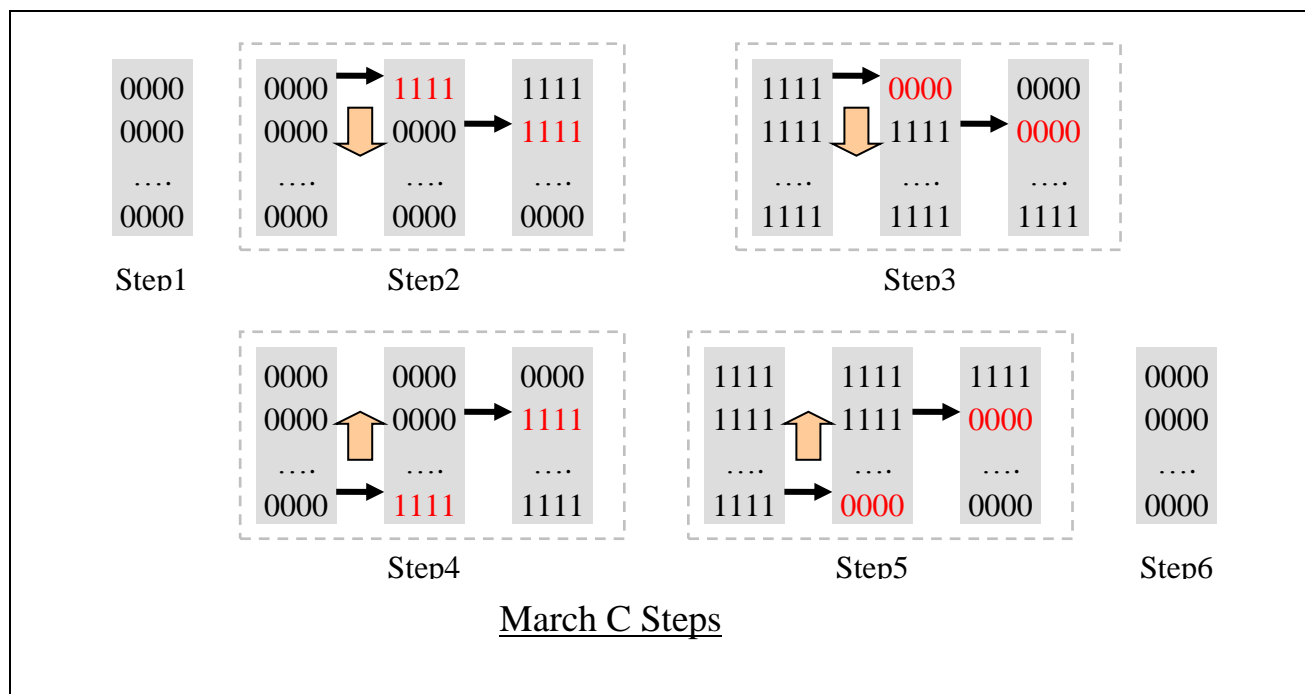 0000 0000 1111 1111 1111 0000 0000
0000 0000 0000 1111 1111 1111 0000
…. …. …. …. …. …. ….
0000 0000 0000 0000 1111 1111 1111
Step1 Step2 Step3
0000 0000 0000 1111 1111 1111 0000
0000 0000 1111 1111 1111 0000 0000
…. …. …. …. …. …. ….
0000 1111 1111 1111 0000 0000 0000
Step4 Step5 Step6
March C Steps